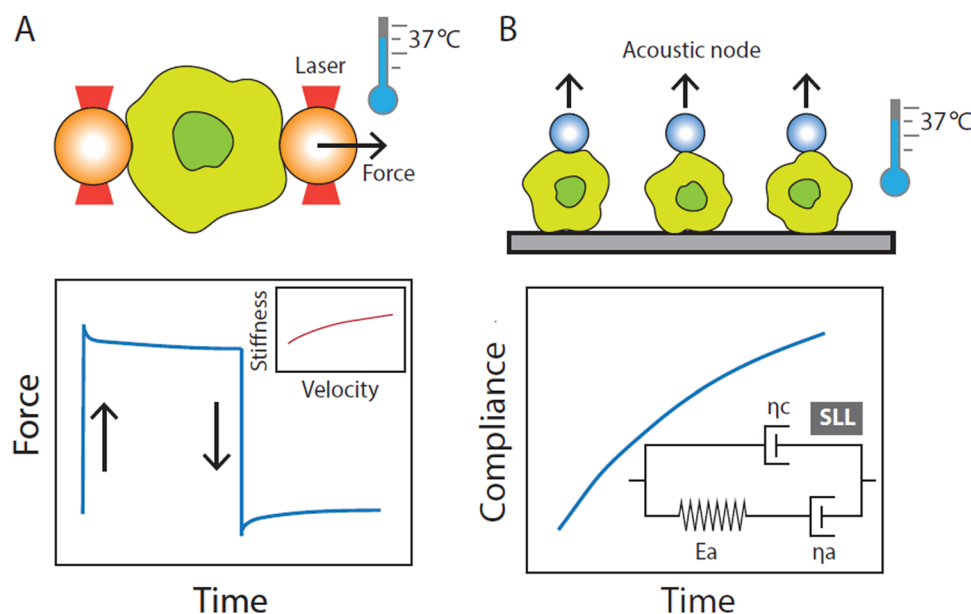 A
37°C
Laser
Force
B
Acoustic node
37°C
Force
Stiffness
Velocity
Time
Compliance
ηc
SLL
Ea
ηa
Time